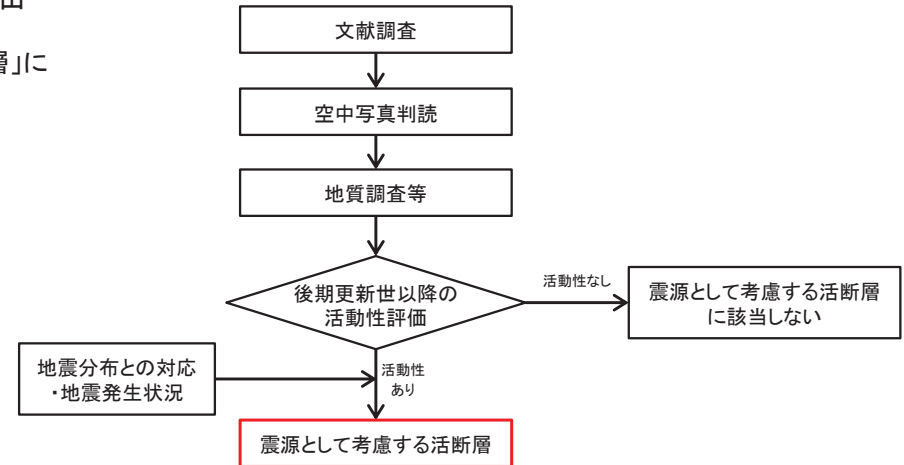 由
層」に
文献調査
空中写真判読
地質調査等
後期更新世以降の
活動性評価
活動性なし
震源として考慮する活断層
に該当しない
地震分布との対応
・地震発生状況
活動性
あり
震源として考慮する活断層